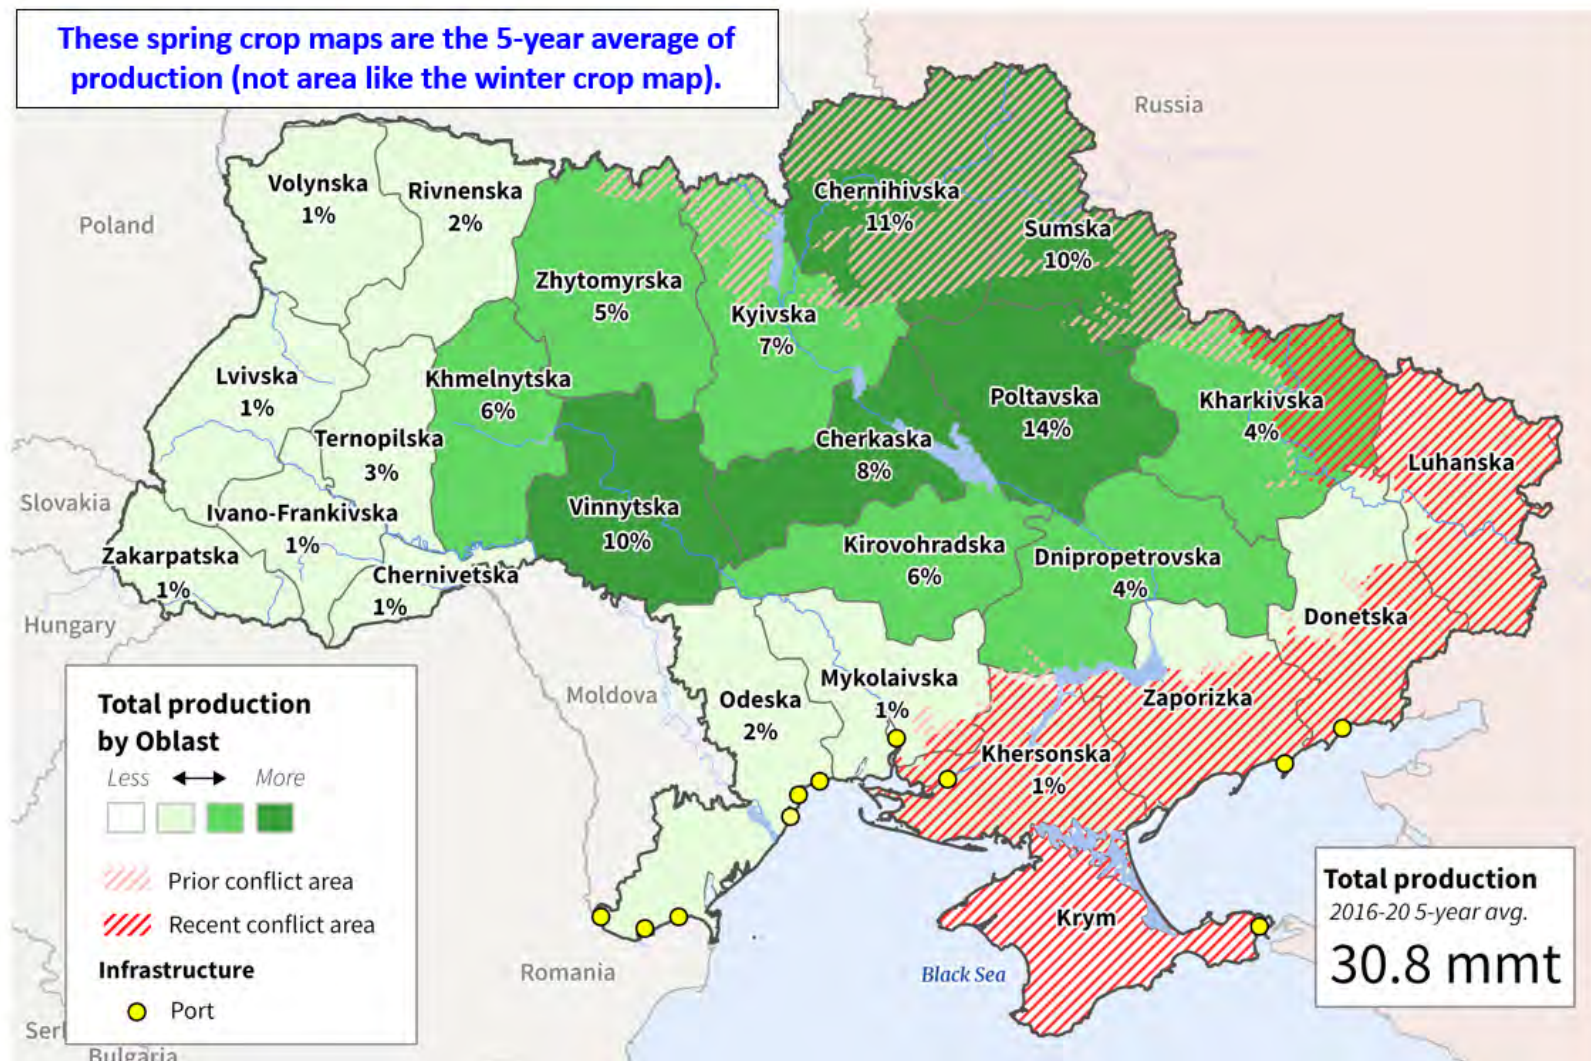 These spring crop maps are the 5-year average of
production (not area like the winter crop map).
Russia
Poland
Volynska
1%
Rivnenska
2%
Chernihivska
11%
Sumska
10%
Zhytomyrska
5%
Kyivska
7%
Lvivska
1%
Khmelnytska
6%
Poltavska
14%
Kharkivska
4%
Ternopilska
3%
Cherkaska
8%
Luhanska
Slovakia
Ivano-Frankivska
1%
Vinnytska
10%
Zakarpatska
1%
Chernivetska
1%
Kirovohradska
6%
Dnipropetrovska
4%
Donetska
Hungary
Moldova
Odeska
2%
Mykolaivska
1%
Zaporizka
Khersonska
1%
Krym
Black Sea
Romania
Serl
Bulgaria
Total production
by Oblast
Less More
Prior conflict area
Recent conflict area
Infrastructure
Port
Total production
2016-20 5-year avg.
30.8 mmt